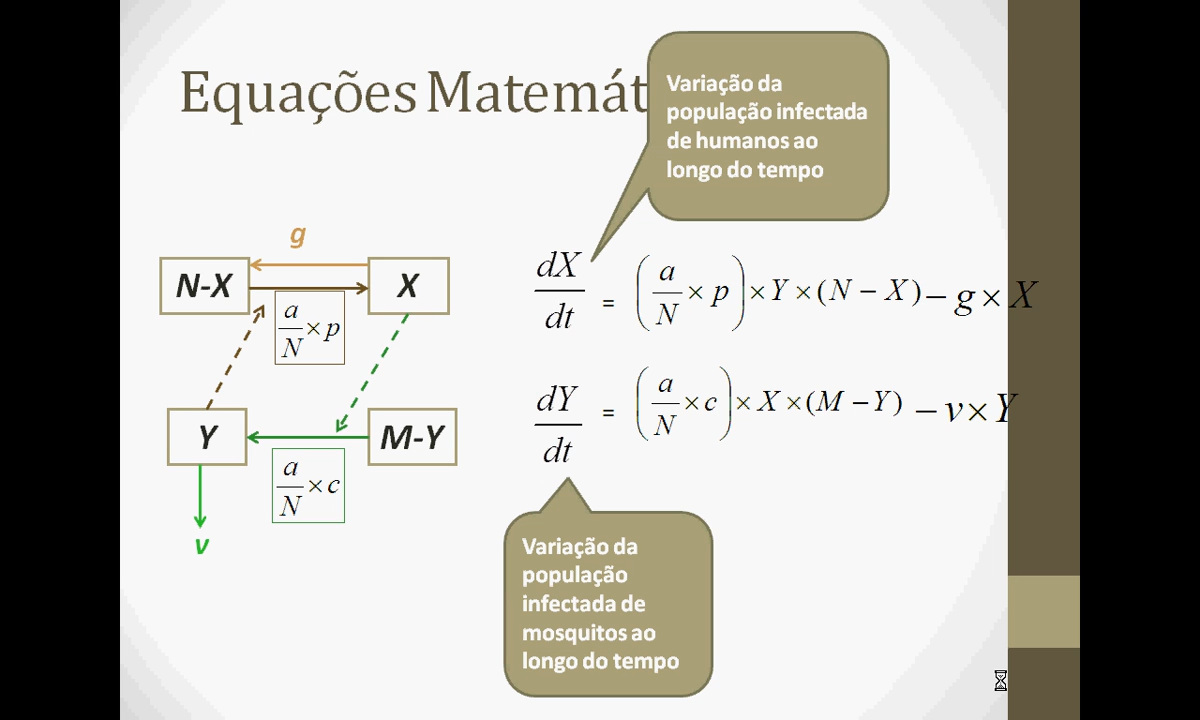 Equações Matemát
Variação da
população infectada
de humanos ao
longo do tempo
g
N-X
X
a/N × p
Y
M-Y
a/N × c
v
dX/dt = (a/N × p) × Y × (N − X) − g × X
dY/dt = (a/N × c) × X × (M − Y) − v × Y
Variação da
população
infectada de
mosquitos ao
longo do tempo